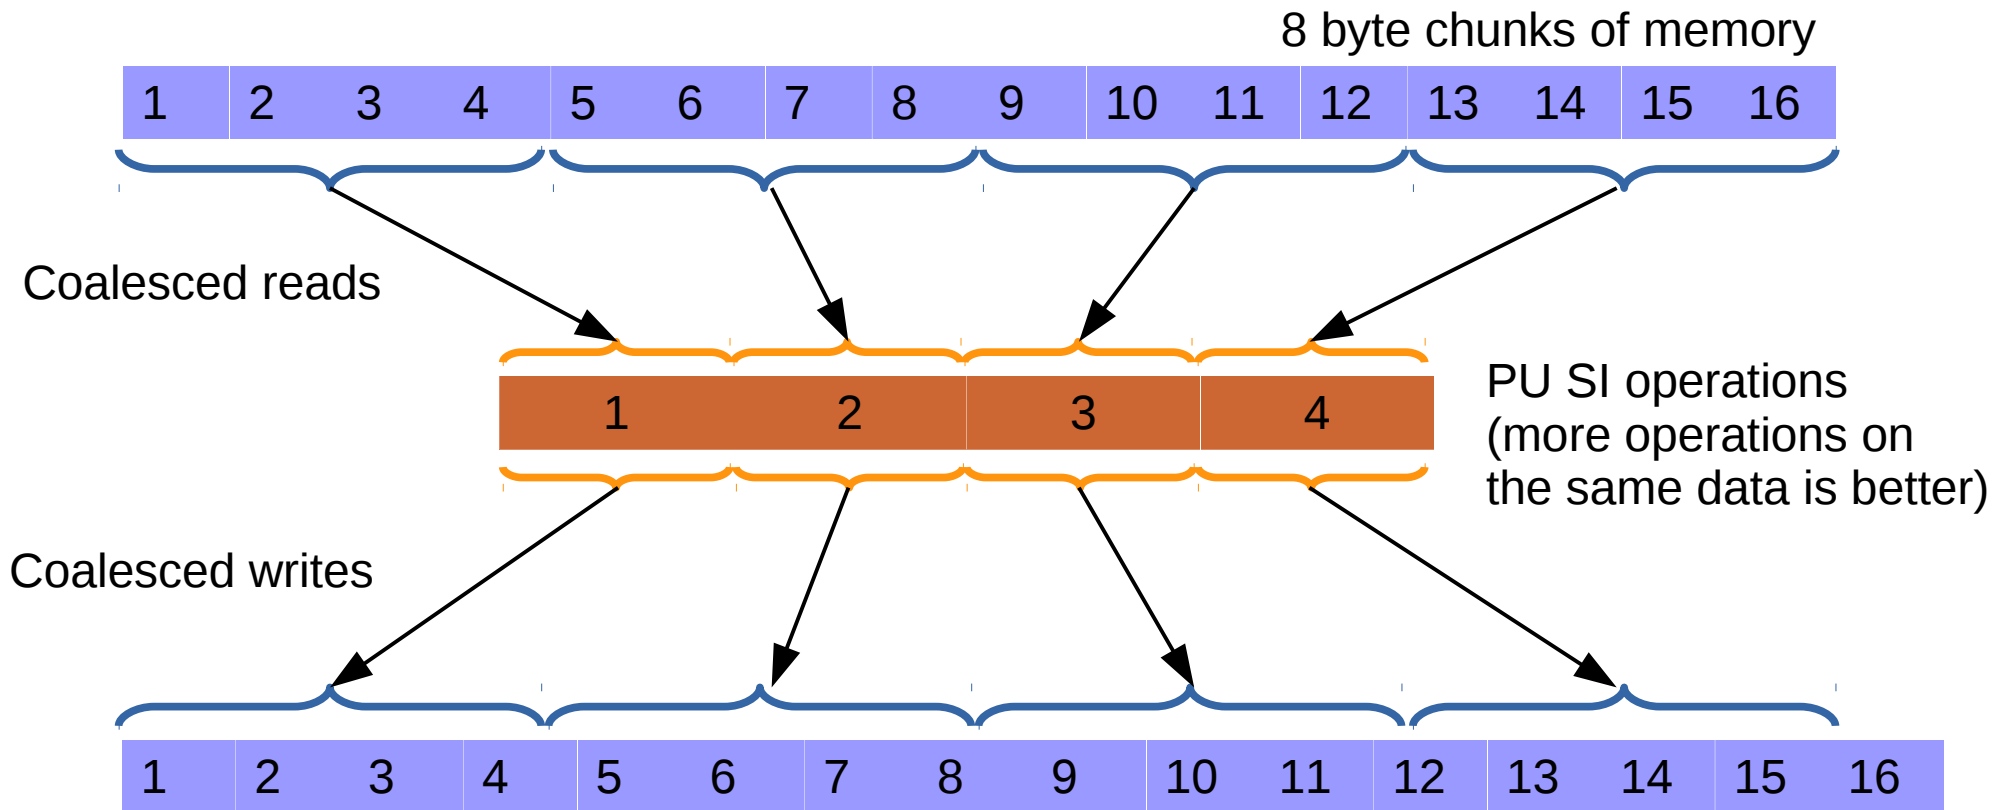 8 byte chunks of memory
1 2 3 4 5 6 7 8 9 10 11 12 13 14 15 16
Coalesced reads
1 2 3 4
PU SI operations
(more operations on
the same data is better)
Coalesced writes
1 2 3 4 5 6 7 8 9 10 11 12 13 14 15 16